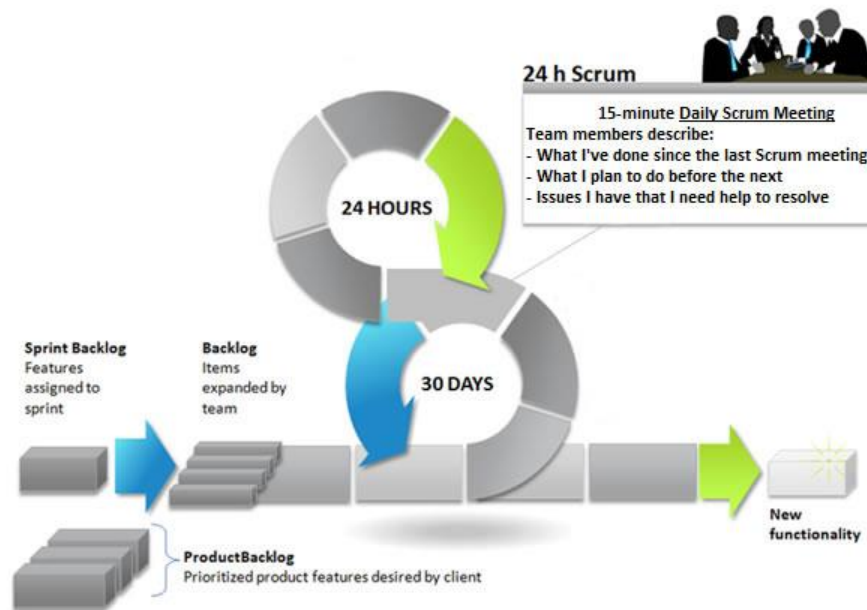 24 h Scrum
15-minute Daily Scrum Meeting
Team members describe:
- What I've done since the last Scrum meeting
- What I plan to do before the next
- Issues I have that I need help to resolve
24 HOURS
30 DAYS
Sprint Backlog
Features
assigned to
sprint
Backlog
Items
expanded by
team
New
functionality
ProductBacklog
Prioritized product features desired by client